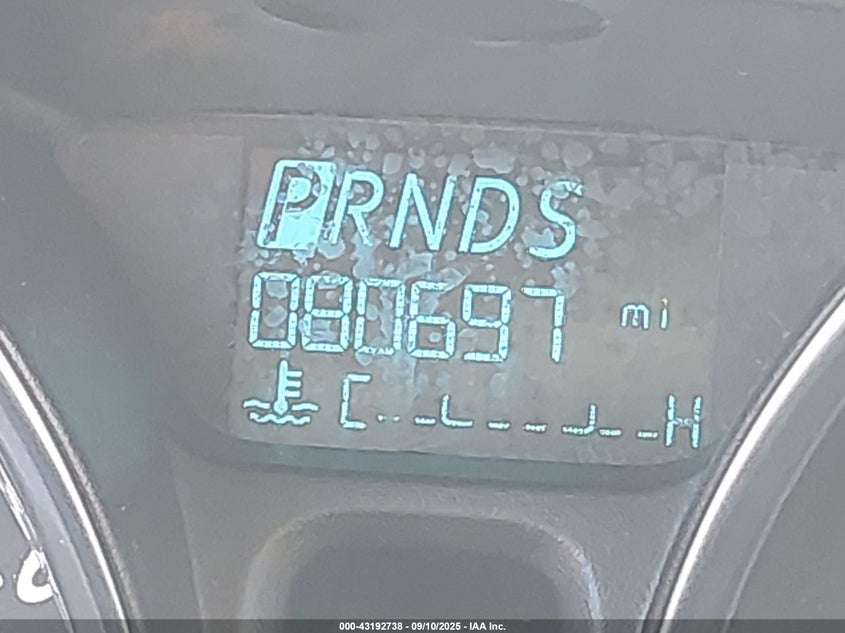 PRNDS
080697 mi
C H
000-43192738 - 09/10/2025 - IAA Inc.